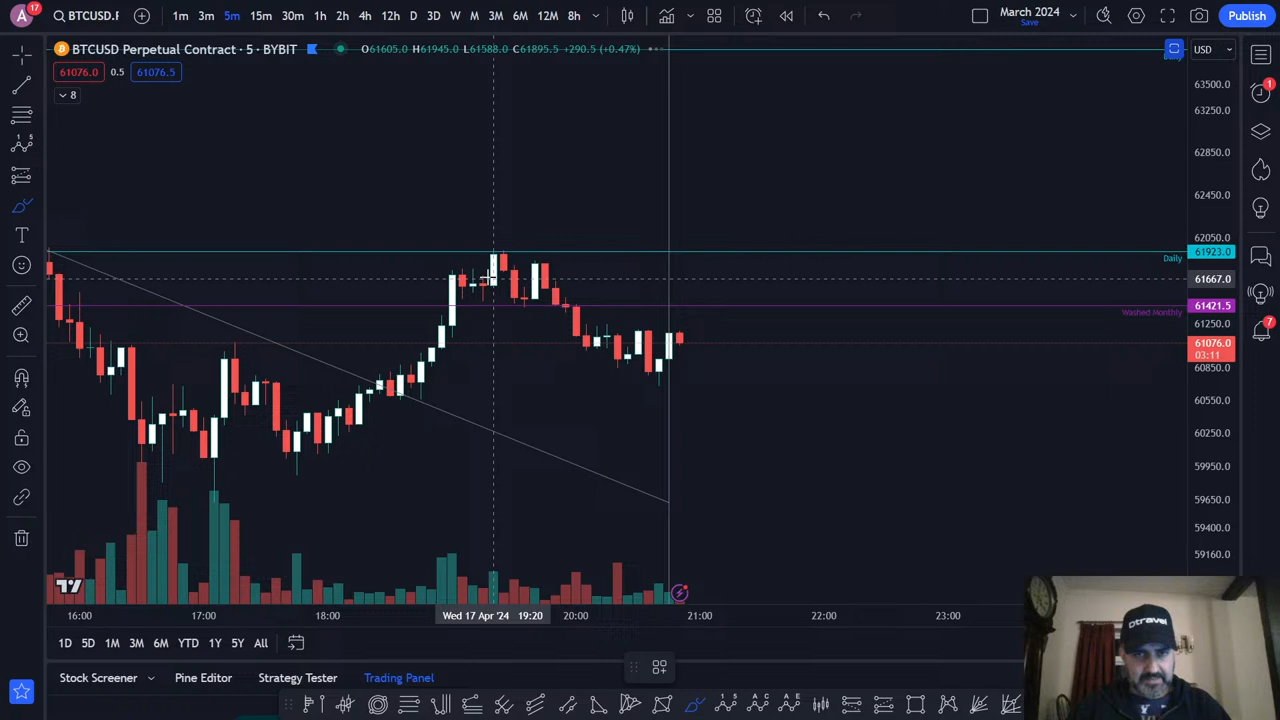 A 17 BTCUSD.F 1m 3m 5m 15m 30m 1h 2h 4h 12h D 3D W M 3M 6M 12M 8h March 2024 Save Publish
BTCUSD Perpetual Contract · 5 · BYBIT O61605.0 H61945.0 L61588.0 C61895.5 +290.5 (+0.47%) USD
61076.0 0.5 61076.5
8
Daily
63500.0
63250.0
62850.0
62450.0
62050.0
61923.0
Daily
61667.0
61421.5
Washed Monthly
61250.0
61076.0
03:11
60850.0
60550.0
60250.0
59950.0
59650.0
59400.0
59160.0
1
7
16:00 17:00 18:00 Wed 17 Apr '24 19:20 20:00 21:00 22:00 23:00
1D 5D 1M 3M 6M YTD 1Y 5Y All
Stock Screener Pine Editor Strategy Tester Trading Panel
Dtravel